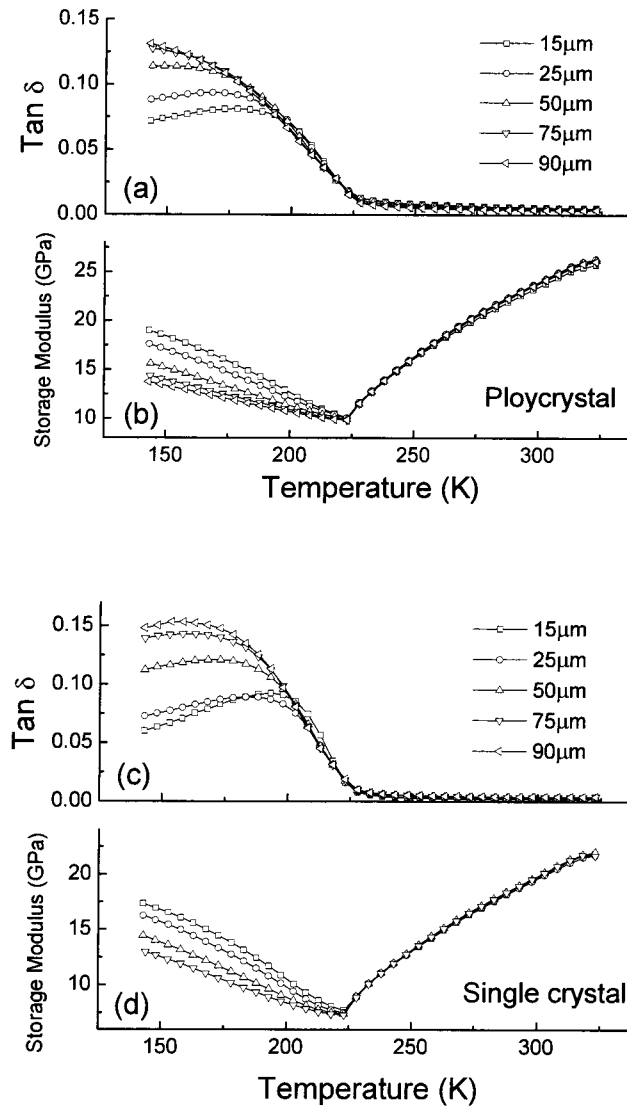 0.15
0.10
0.05
0.00
Tan δ
15μm
25μm
50μm
75μm
90μm
(a)
25
20
15
10
Storage Modulus (GPa)
(b)
Ploycrystal
150 200 250 300
Temperature (K)
0.15
0.10
0.05
0.00
Tan δ
15μm
25μm
50μm
75μm
90μm
(c)
20
15
10
Storage Modulus (GPa)
(d)
Single crystal
150 200 250 300
Temperature (K)